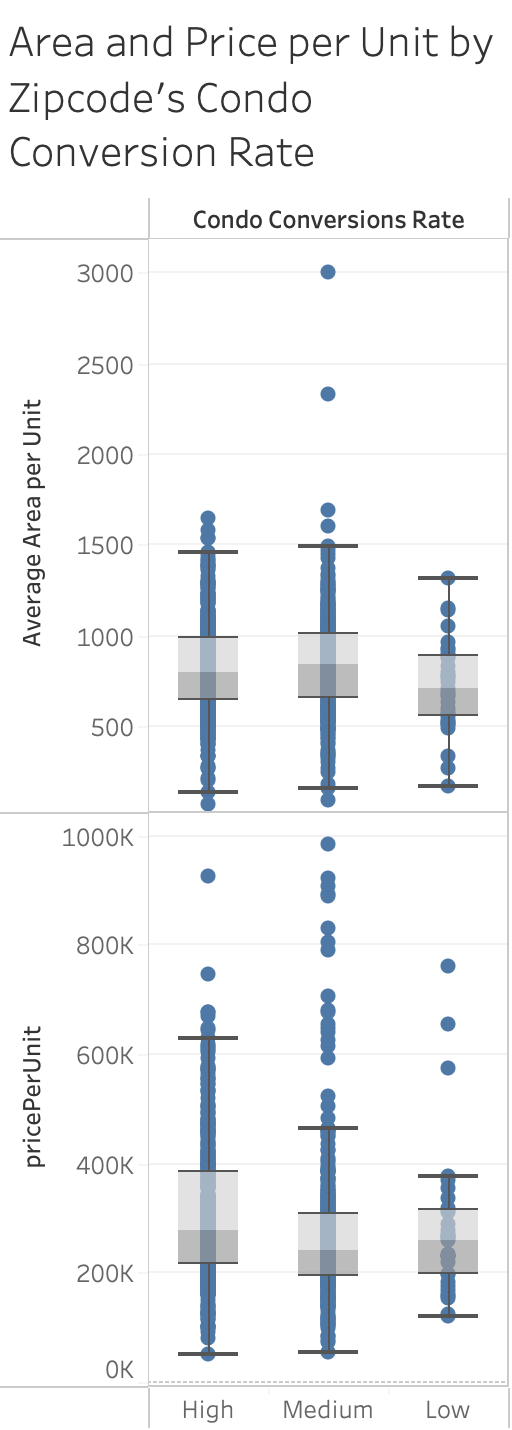 Area and Price per Unit by
Zipcode's Condo
Conversion Rate
Condo Conversions Rate
Average Area per Unit
3000
2500
2000
1500
1000
500
pricePerUnit
1000K
800K
600K
400K
200K
0K
High
Medium
Low